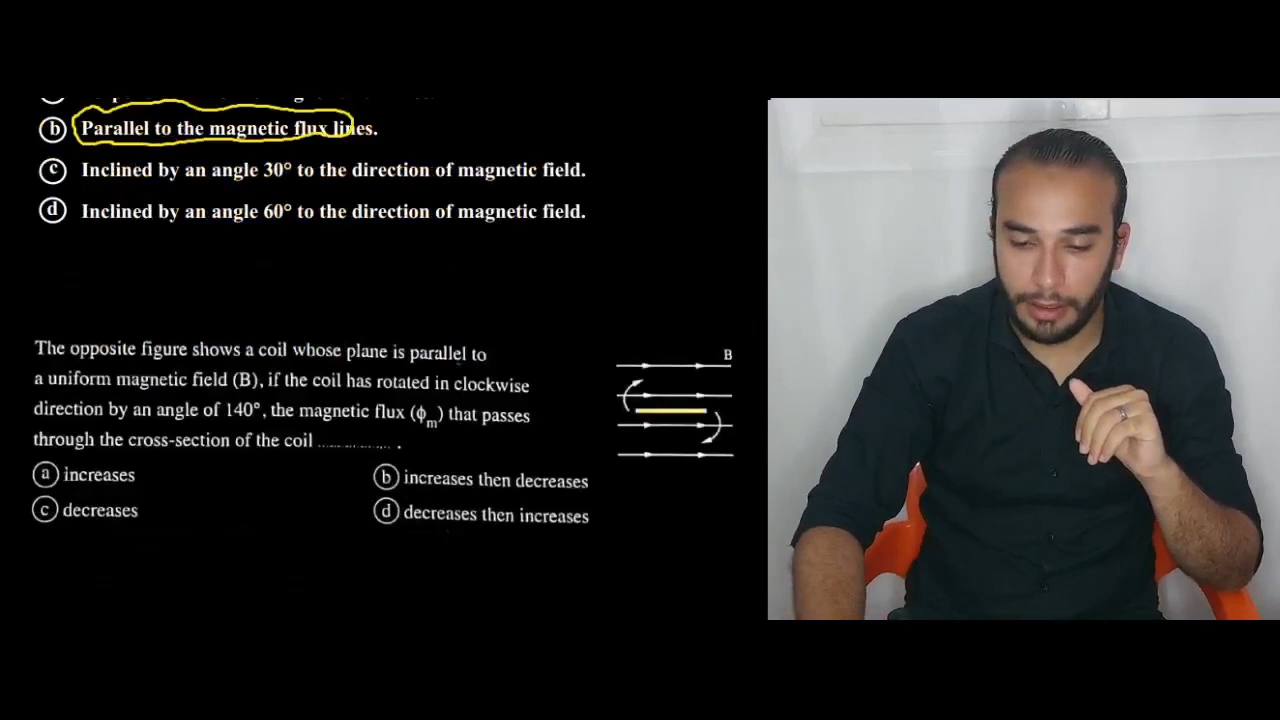 b Parallel to the magnetic flux lines.
c Inclined by an angle 30° to the direction of magnetic field.
d Inclined by an angle 60° to the direction of magnetic field.
The opposite figure shows a coil whose plane is parallel to
a uniform magnetic field (B), if the coil has rotated in clockwise
direction by an angle of 140°, the magnetic flux (ϕm) that passes
through the cross-section of the coil ................ .
a increases
b increases then decreases
c decreases
d decreases then increases
B